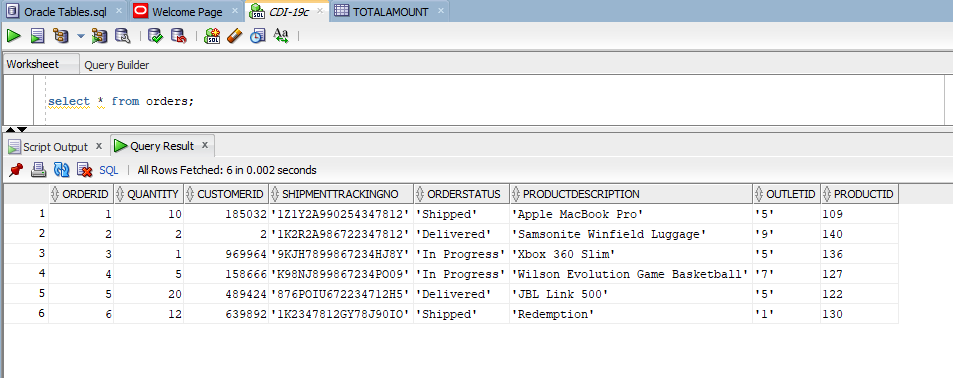 Oracle Tables.sql × Welcome Page × CDI-19c × TOTALAMOUNT
Worksheet Query Builder
select * from orders;
Script Output × Query Result ×
SQL | All Rows Fetched: 6 in 0.002 seconds
ORDERID QUANTITY CUSTOMERID SHIPMENTTRACKINGNO ORDERSTATUS PRODUCTDESCRIPTION OUTLETID PRODUCTID
1 1 10 185032 '1Z1Y2A990254347812' 'Shipped' 'Apple MacBook Pro' '5' 109
2 2 2 2 '1K2R2A986722347812' 'Delivered' 'Samsonite Winfield Luggage' '9' 140
3 3 1 969964 '9KJH7899867234HJ8Y' 'In Progress' 'Xbox 360 Slim' '5' 136
4 4 5 158666 'K98NJ899867234PO09' 'In Progress' 'Wilson Evolution Game Basketball' '7' 127
5 5 20 489424 '876POIU672234712H5' 'Delivered' 'JBL Link 500' '5' 122
6 6 12 639892 '1K2347812GY78J90IO' 'Shipped' 'Redemption' '1' 130